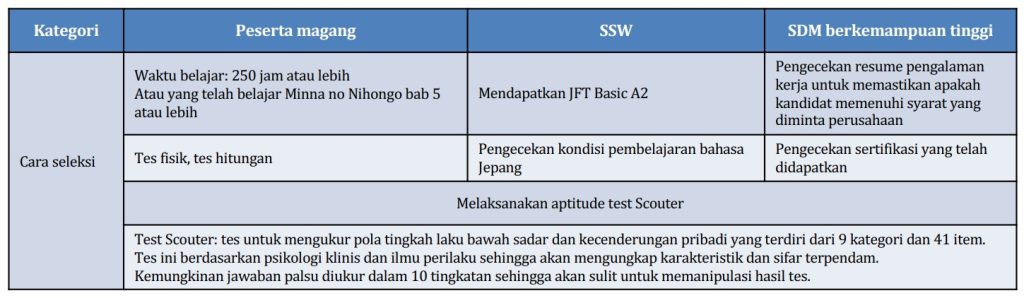 Kategori
Peserta magang
SSW
SDM berkemampuan tinggi
Cara seleksi
Waktu belajar: 250 jam atau lebih
Atau yang telah belajar Minna no Nihongo bab 5
atau lebih
Mendapatkan JFT Basic A2
Pengecekan resume pengalaman
kerja untuk memastikan apakah
kandidat memenuhi syarat yang
diminta perusahaan
Tes fisik, tes hitungan
Pengecekan kondisi pembelajaran bahasa
Jepang
Pengecekan sertifikasi yang telah
didapatkan
Melaksanakan aptitude test Scouter
Test Scouter: tes untuk mengukur pola tingkah laku bawah sadar dan kecenderungan pribadi yang terdiri dari 9 kategori dan 41 item.
Tes ini berdasarkan psikologi klinis dan ilmu perilaku sehingga akan mengungkap karakteristik dan sifar terpendam.
Kemungkinan jawaban palsu diukur dalam 10 tingkatan sehingga akan sulit untuk memanipulasi hasil tes.